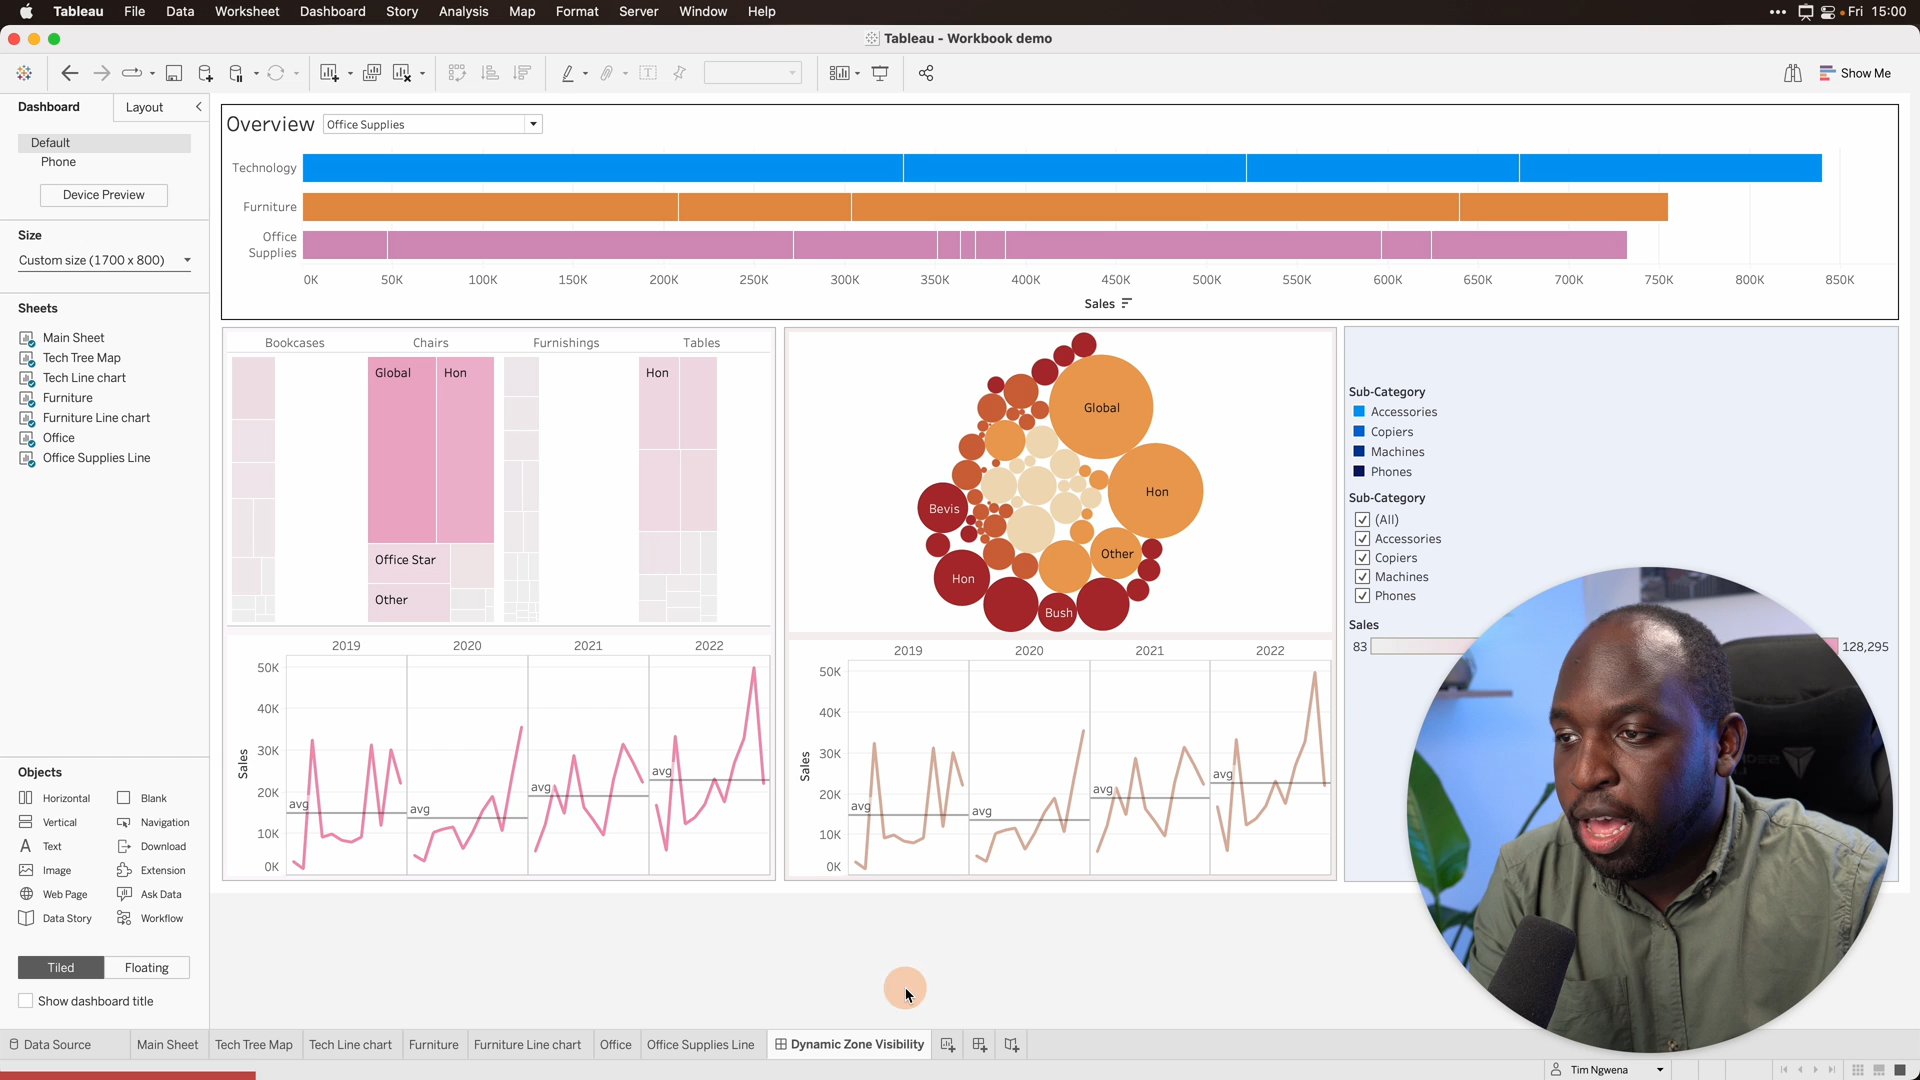 Tableau File Data Worksheet Dashboard Story Analysis Map Format Server Window Help
Fri 15:00
Tableau - Workbook demo
Show Me
Dashboard
Layout
Default
Phone
Device Preview
Size
Custom size (1700 x 800)
Sheets
Main Sheet
Tech Tree Map
Tech Line chart
Furniture
Furniture Line chart
Office
Office Supplies Line
Objects
Horizontal
Blank
Vertical
Navigation
Text
Download
Image
Extension
Web Page
Ask Data
Data Story
Workflow
Tiled
Floating
Show dashboard title
Overview
Office Supplies
Technology
Furniture
Office
Supplies
0K 50K 100K 150K 200K 250K 300K 350K 400K 450K 500K 550K 600K 650K 700K 750K 800K 850K
Sales
Bookcases Chairs Furnishings Tables
Global
Hon
Hon
Office Star
Other
2019 2020 2021 2022
50K
40K
30K
20K
10K
0K
Sales
avg
avg
avg
avg
Global
Hon
Bevis
Other
Hon
Bush
2019 2020 2021 2022
50K
40K
30K
20K
10K
0K
Sales
avg
avg
avg
avg
Sub-Category
Accessories
Copiers
Machines
Phones
Sub-Category
(All)
Accessories
Copiers
Machines
Phones
Sales
83
128,295
Data Source
Main Sheet
Tech Tree Map
Tech Line chart
Furniture
Furniture Line chart
Office
Office Supplies Line
Dynamic Zone Visibility
Tim Ngwena